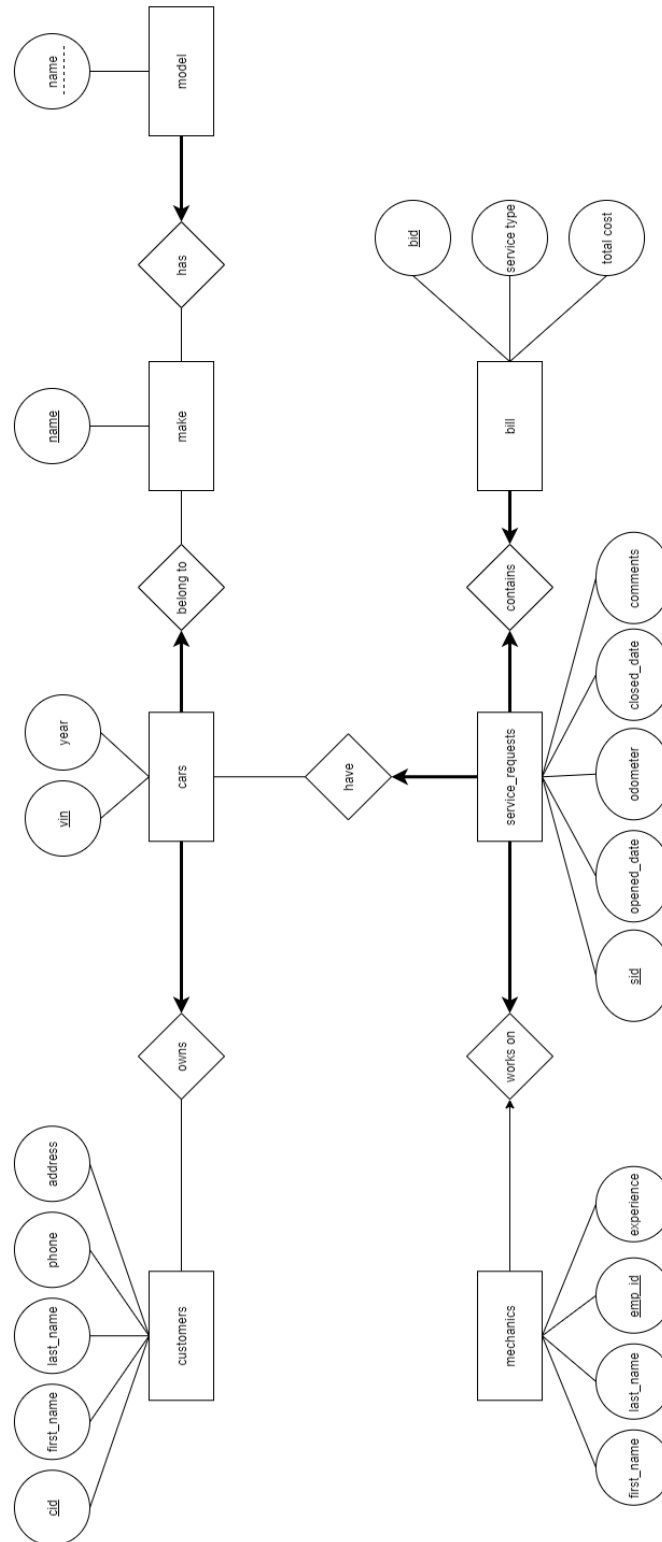 cid
first_name
last_name
phone
address
customers
owns
vin
year
cars
belong to
name
make
has
name
model
have
first_name
last_name
emp_id
experience
mechanics
works on
sid
opened_date
odometer
closed_date
comments
service_requests
contains
bill
bid
service type
total cost